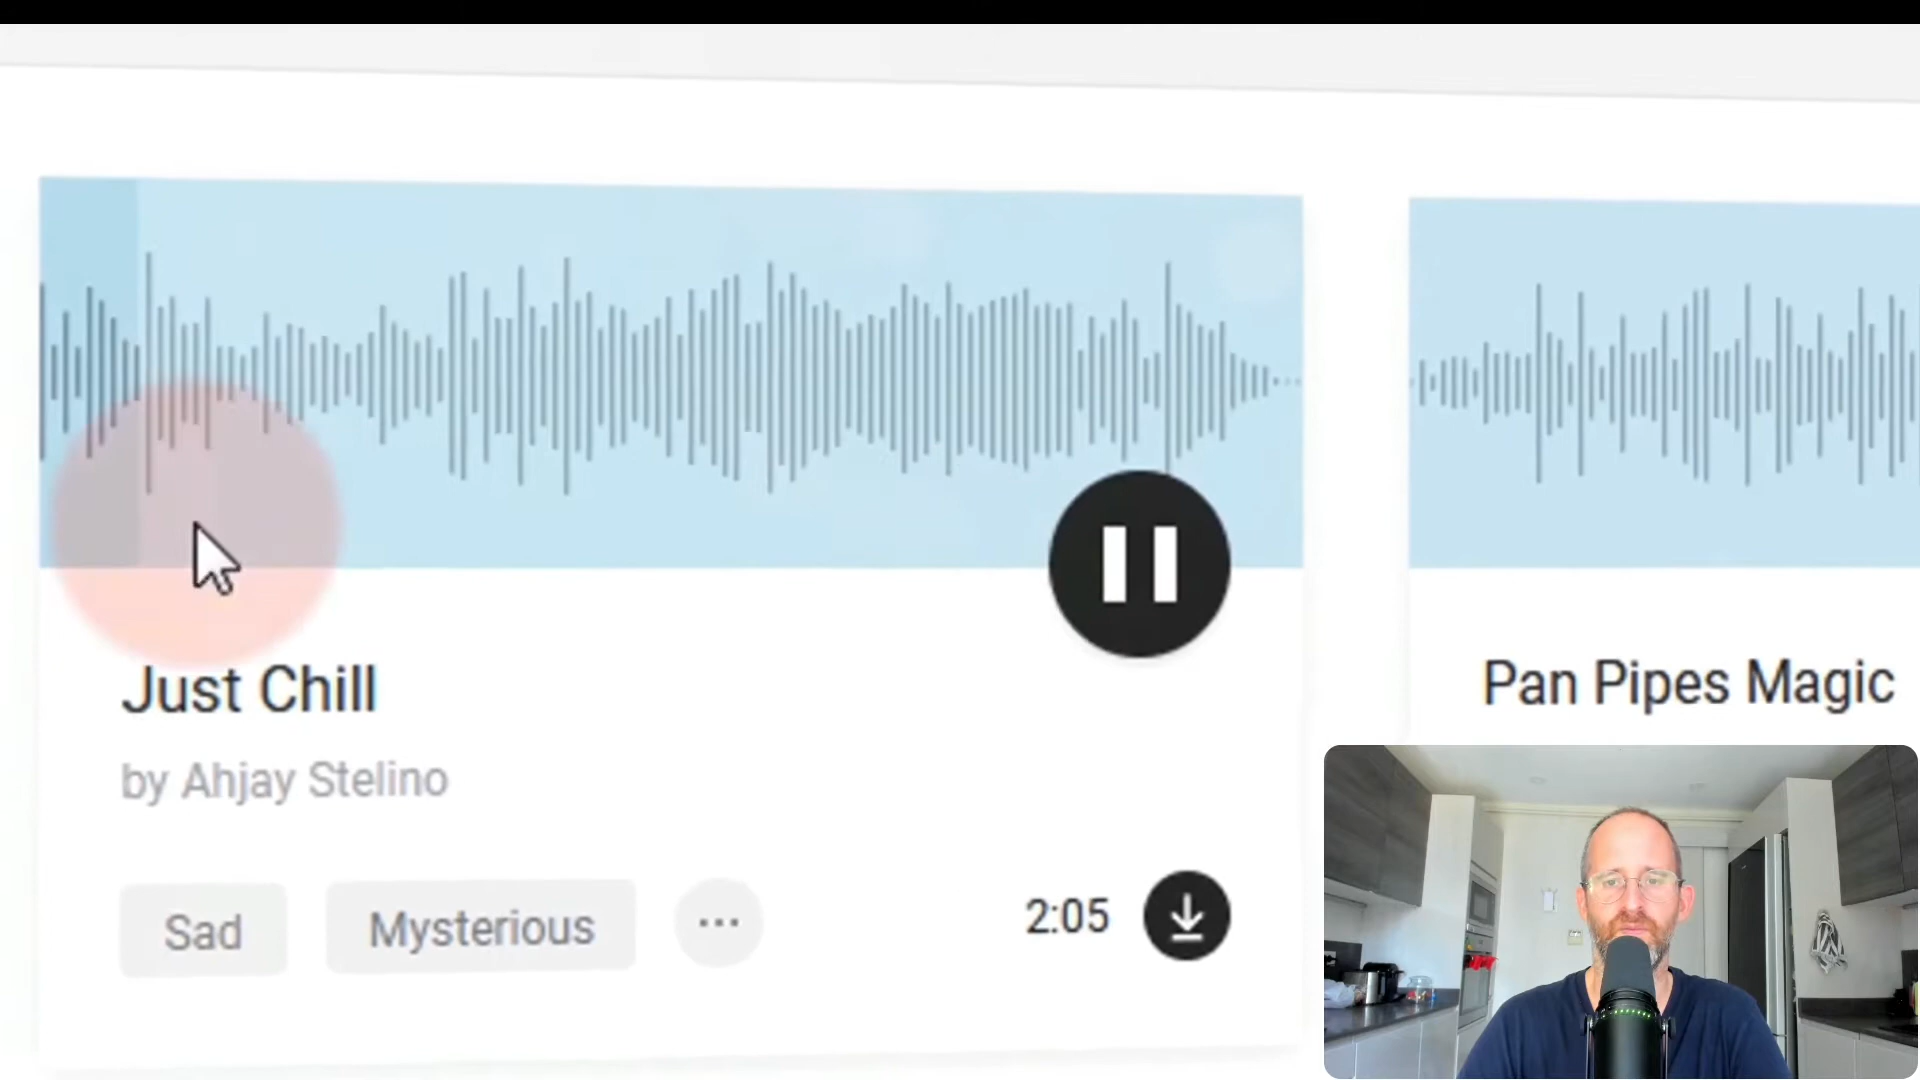 Just Chill
by Ahjay Stelino
Sad
Mysterious
2:05
Pan Pipes Magic